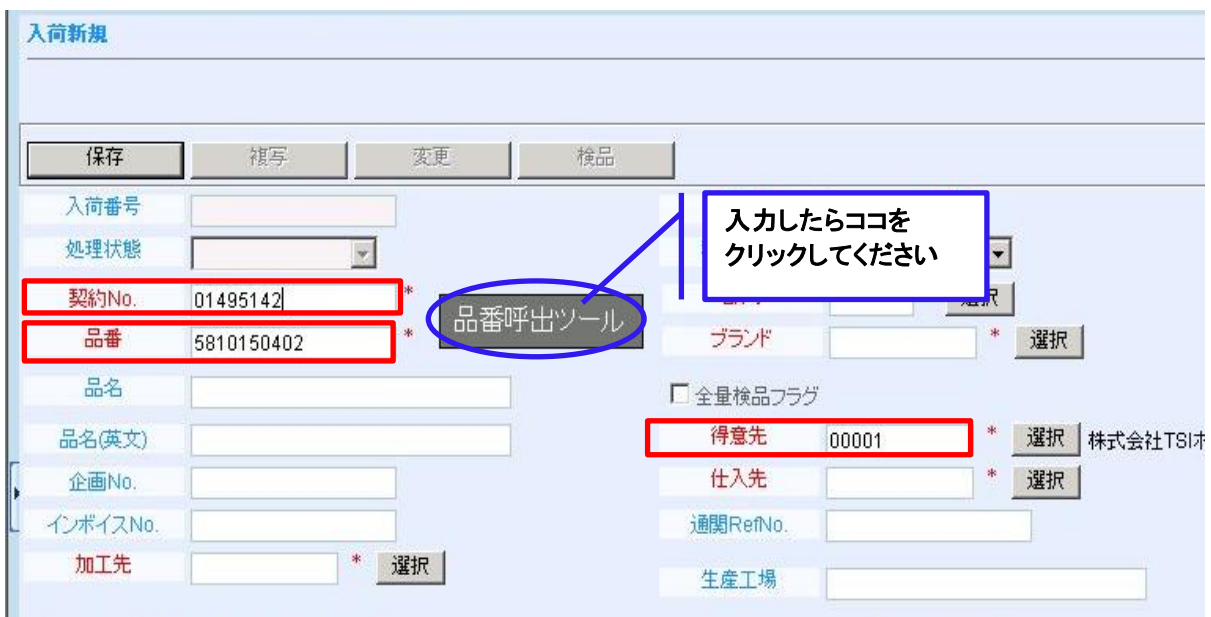 入荷新規
保存 複写 変更 検品
入荷番号
入力したらココを
クリックしてください
処理状態
契約No. 01495142 *
品番呼出ツール
選択
品番 5810150402 *
ブランド * 選択
品名
全量検品フラグ
品名(英文)
得意先 00001 * 選択 株式会社TSI
企画No.
仕入先 * 選択
インボイスNo.
通関RefNo.
加工先 * 選択
生産工場